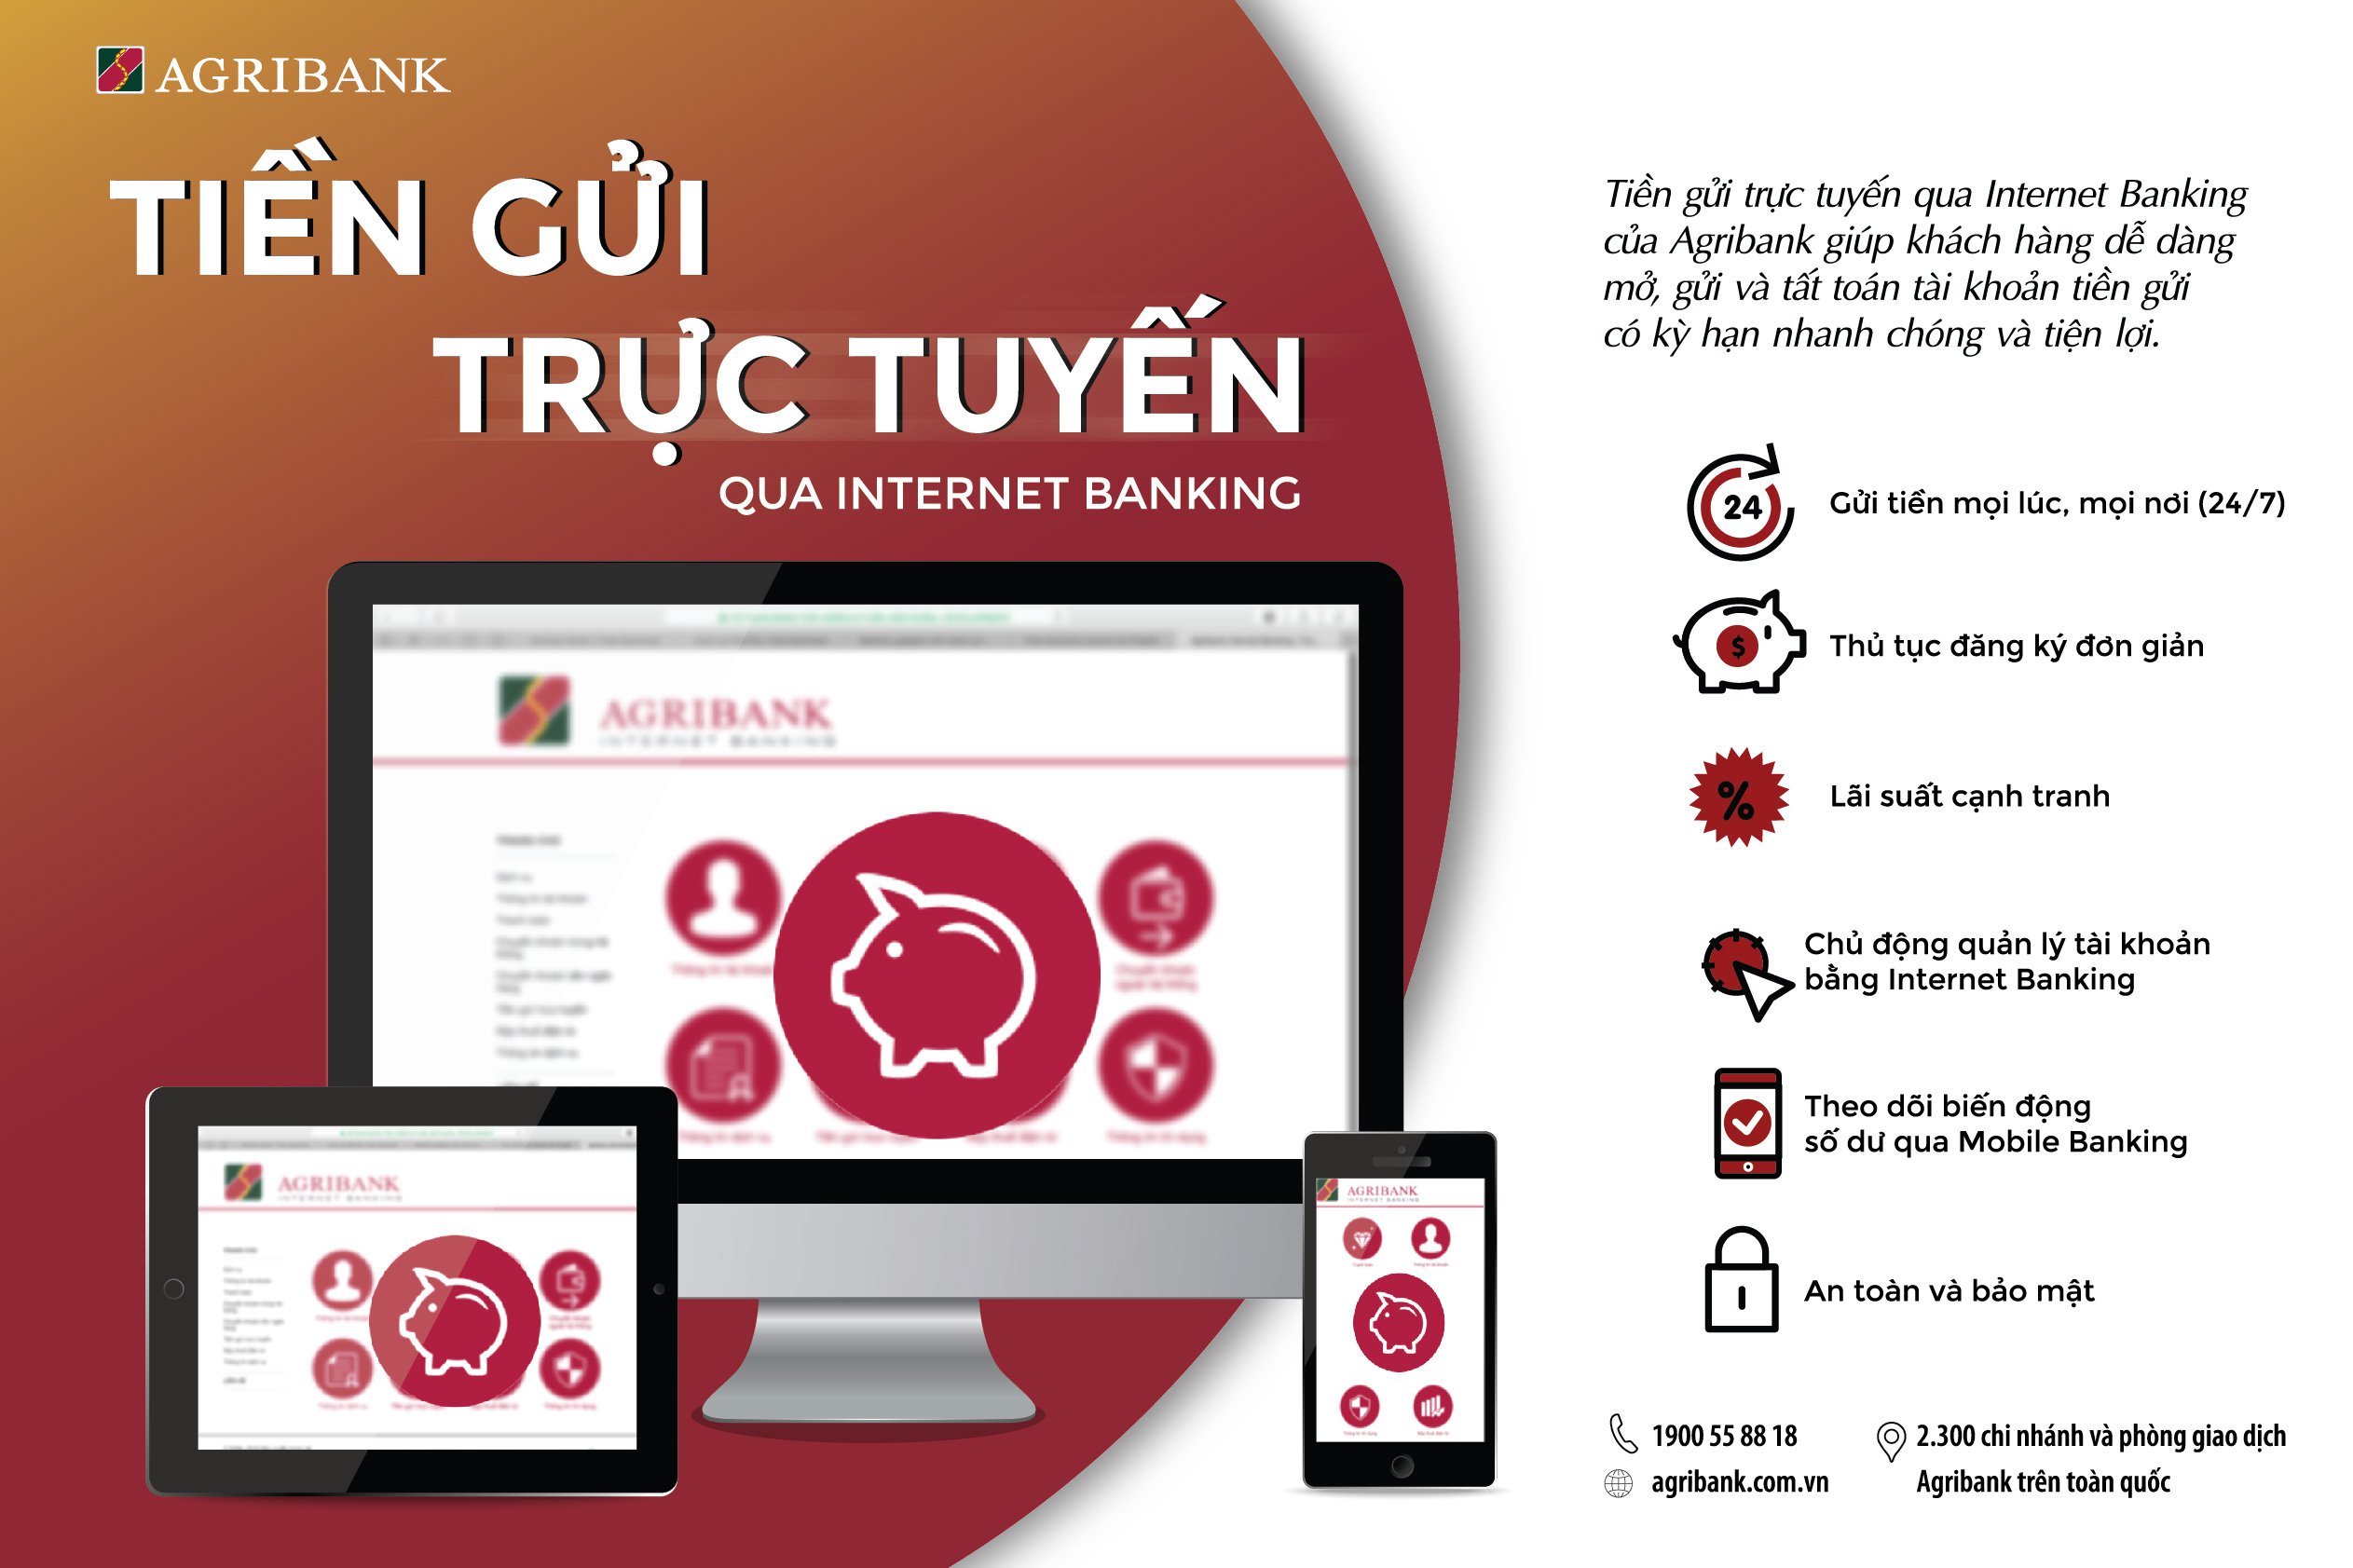 AGRIBANK
TIỀN GỬI
TRỰC TUYẾN
QUA INTERNET BANKING
Tiền gửi trực tuyến qua Internet Banking
của Agribank giúp khách hàng dễ dàng
mở, gửi và tất toán tài khoản tiền gửi
có kỳ hạn nhanh chóng và tiện lợi.
24
Gửi tiền mọi lúc, mọi nơi (24/7)
$
Thủ tục đăng ký đơn giản
%
Lãi suất cạnh tranh
Chủ động quản lý tài khoản
bằng Internet Banking
Theo dõi biến động
số dư qua Mobile Banking
An toàn và bảo mật
1900 55 88 18
agribank.com.vn
2.300 chi nhánh và phòng giao dịch
Agribank trên toàn quốc
AGRIBANK
INTERNET BANKING
AGRIBANK
INTERNET BANKING
AGRIBANK
INTERNET BANKING